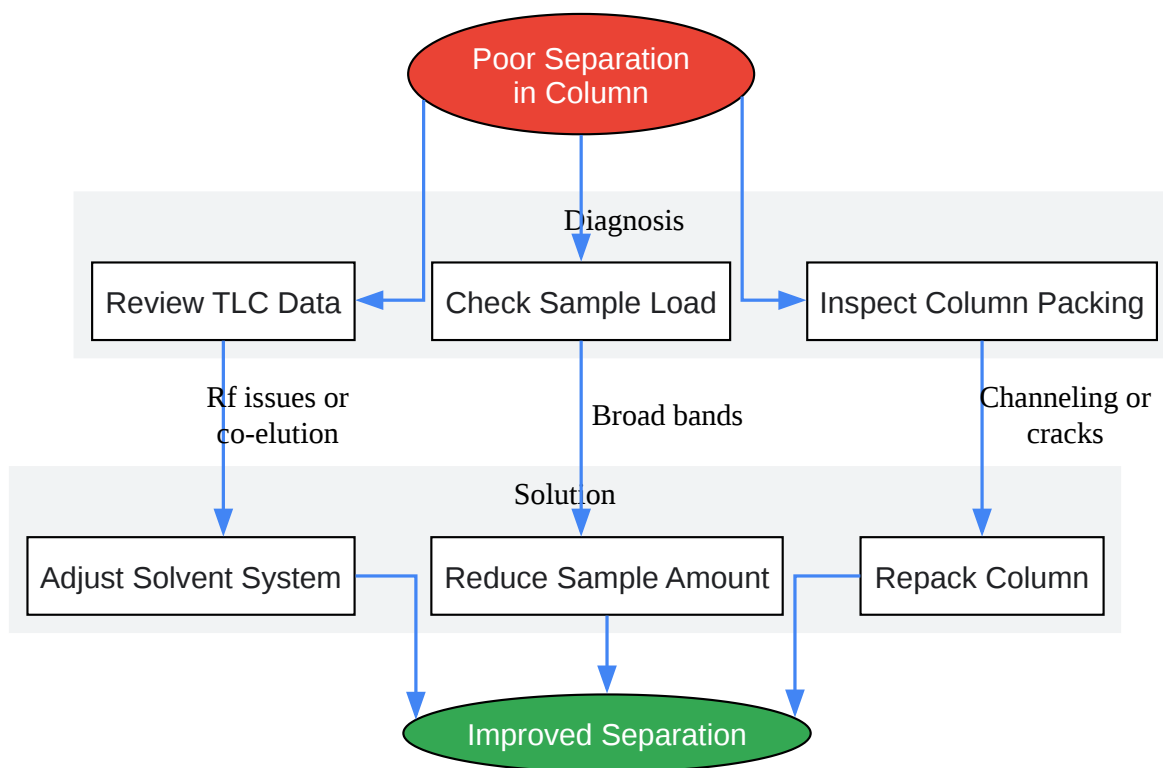 Poor Separation
in Column
Diagnosis
Review TLC Data
Check Sample Load
Inspect Column Packing
Rf issues or
co-elution
Broad bands
Channeling or
cracks
Solution
Adjust Solvent System
Reduce Sample Amount
Repack Column
Improved Separation